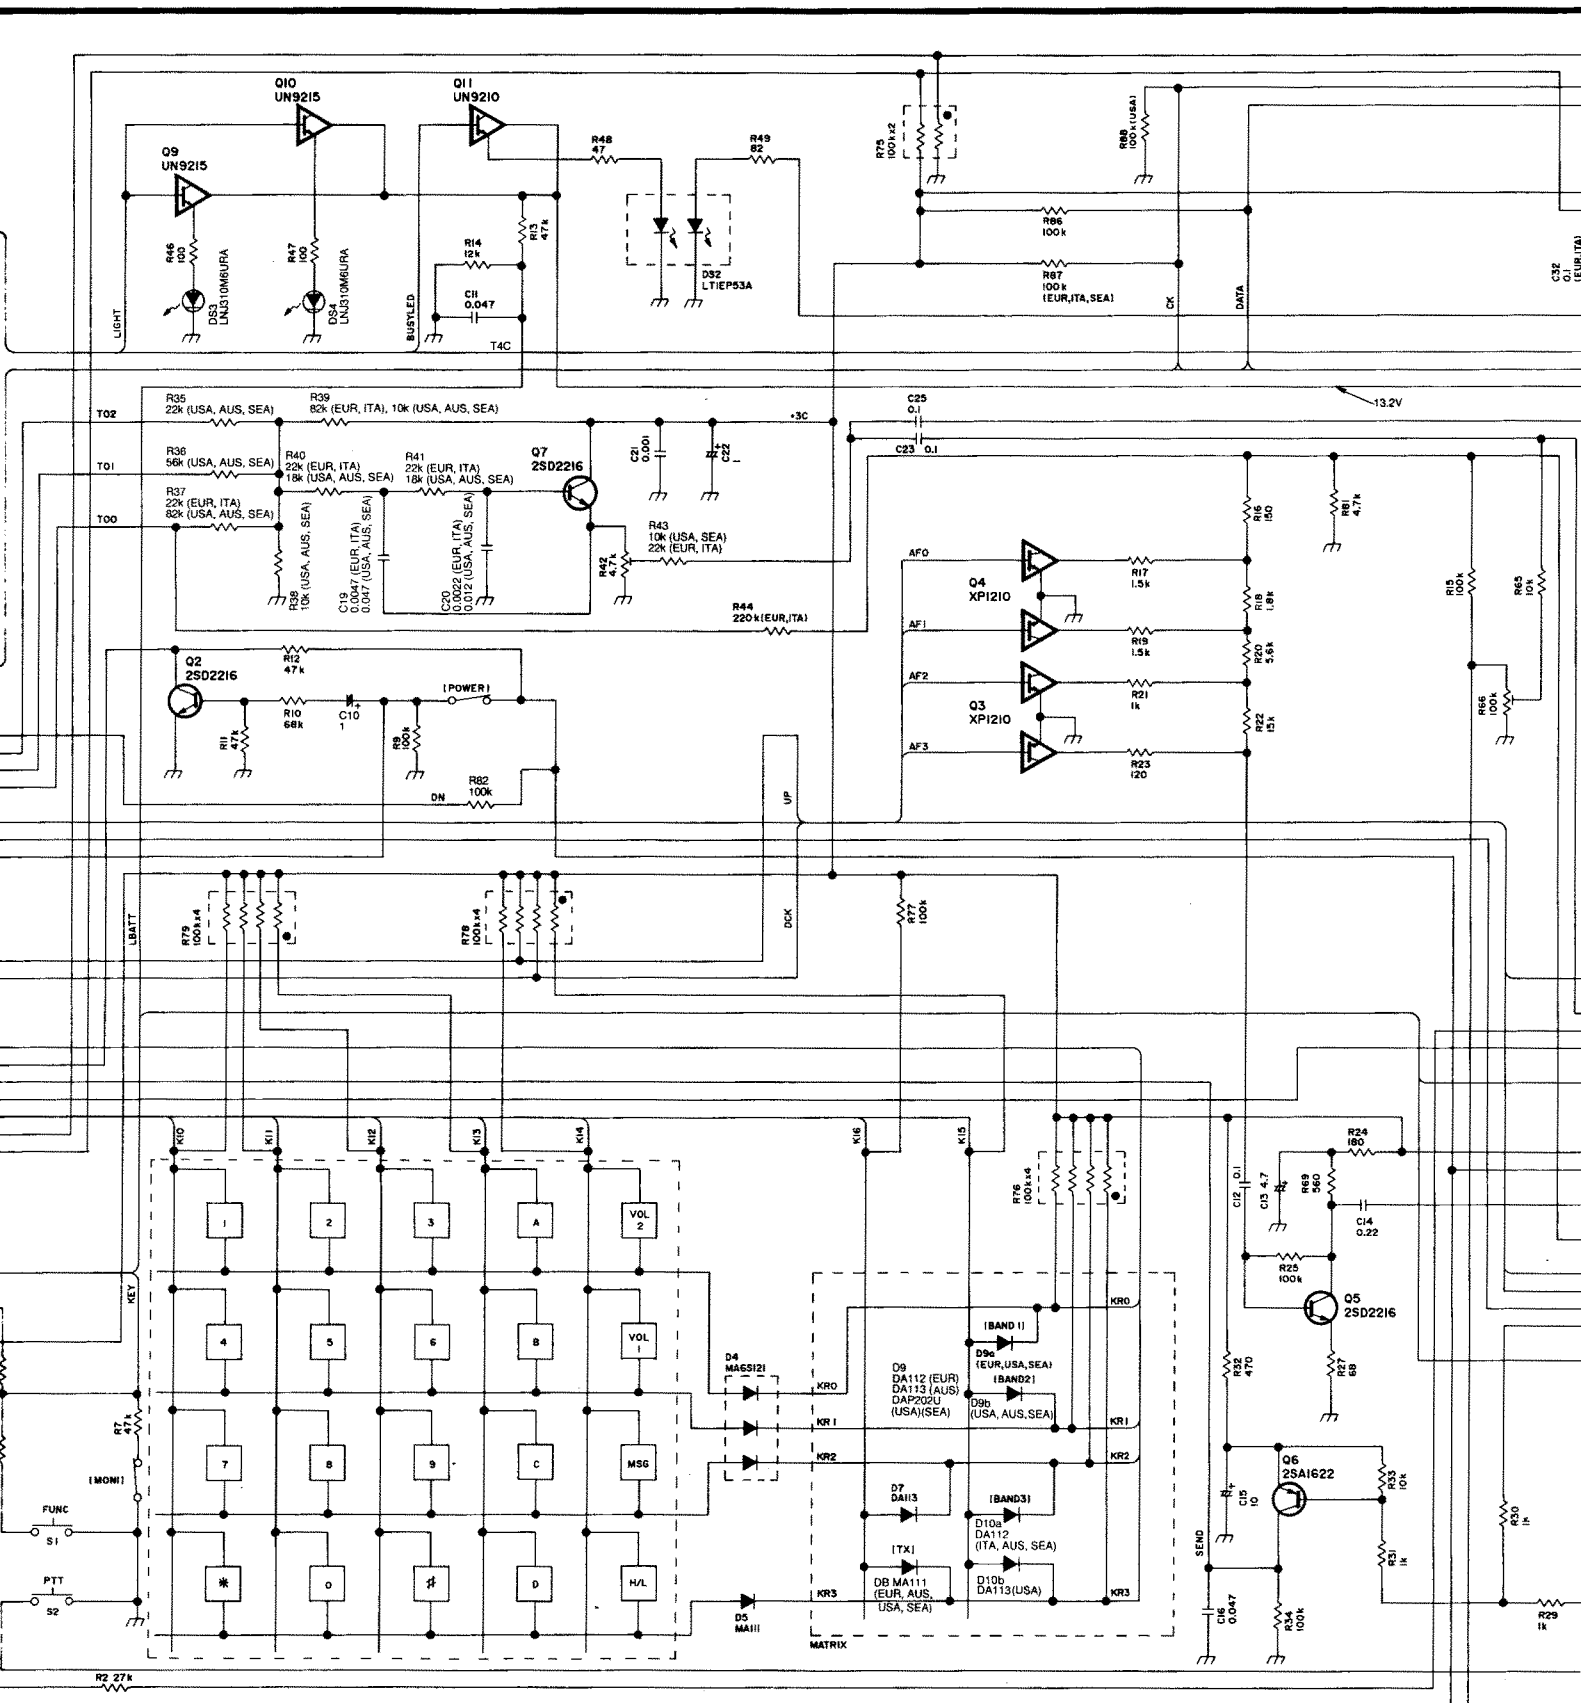 Q10
UN9215
Q11
UN9210
Q9
UN9215
R48
47
R49
82
R75
100k×2
R88
100k(USA)
R46
100
R47
100
DS3
LNJ310M6URA
DS4
LNJ310M6URA
R14
12k
R13
47k
C11
0.047
D32
LT1EP53A
R86
100k
R87
100k
(EUR,ITA,SEA)
C32
0.1
(EUR,ITA)
LIGHT
BUSYLED
T4C
CK
DATA
13.2V
T02
R35
22k (USA, AUS, SEA)
R39
82k (EUR, ITA), 10k (USA, AUS, SEA)
+3C
C25
0.1
C23 0.1
T01
R36
56k (USA, AUS, SEA)
R40
22k (EUR, ITA)
18k (USA, AUS, SEA)
R41
22k (EUR, ITA)
18k (USA, AUS, SEA)
Q7
2SD2216
C21
0.001
C22
T00
R37
22k (EUR, ITA)
82k (USA, AUS, SEA)
R38
10k (USA, AUS, SEA)
C19
0.0047 (EUR, ITA)
0.047 (USA, AUS, SEA)
C20
0.0022 (EUR, ITA)
0.012 (USA, AUS, SEA)
R42
4.7k
R43
10k (USA, SEA)
22k (EUR, ITA)
R44
220k(EUR,ITA)
R16
150
R81
4.7k
R15
100k
R65
10k
AF0
Q4
XP1210
R17
1.5k
R18
1.8k
AF1
R19
1.5k
R20
5.6k
AF2
Q3
XP1210
R21
1k
R22
15k
R66
100k
AF3
R23
120
Q2
2SD2216
R12
47k
(POWER)
R11
47k
R10
68k
C10
1
R9
100k
R82
100k
DN
UP
LBATT
R79
100k×4
R78
100k×4
DCK
R77
100k
KI0
KI1
KI2
KI3
KI4
KI6
KI5
R76
100k×4
C12 0.1
C13 4.7
R69
560
R24
180
C14
0.22
R25
100k
Q5
2SD2216
R27
68
R32
470
1
2
3
A
VOL
2
4
5
6
B
VOL
1
7
8
9
C
MSG
*
0
#
D
H/L
KEY
R7
47k
(MONI)
FUNC
S1
PTT
S2
D4
MA6S121
KR0
KR1
KR2
KR3
D5
MA111
D9
DA112 (EUR)
DA113 (AUS)
DAP202U
(USA)(SEA)
(BAND 1)
D9a
(EUR,USA,SEA)
(BAND2)
D9b
(USA, AUS, SEA)
KR0
KR1
KR2
KR3
D7
DA113
(BAND3)
D10a
DA112
(ITA, AUS, SEA)
(TX)
D8 MA111
(EUR, AUS,
USA, SEA)
D10b
DA113(USA)
MATRIX
Q6
2SA1622
C15
10
R33
10k
R31
1k
R30
1k
SEND
C16
0.047
R34
100k
R29
1k
R2 27k